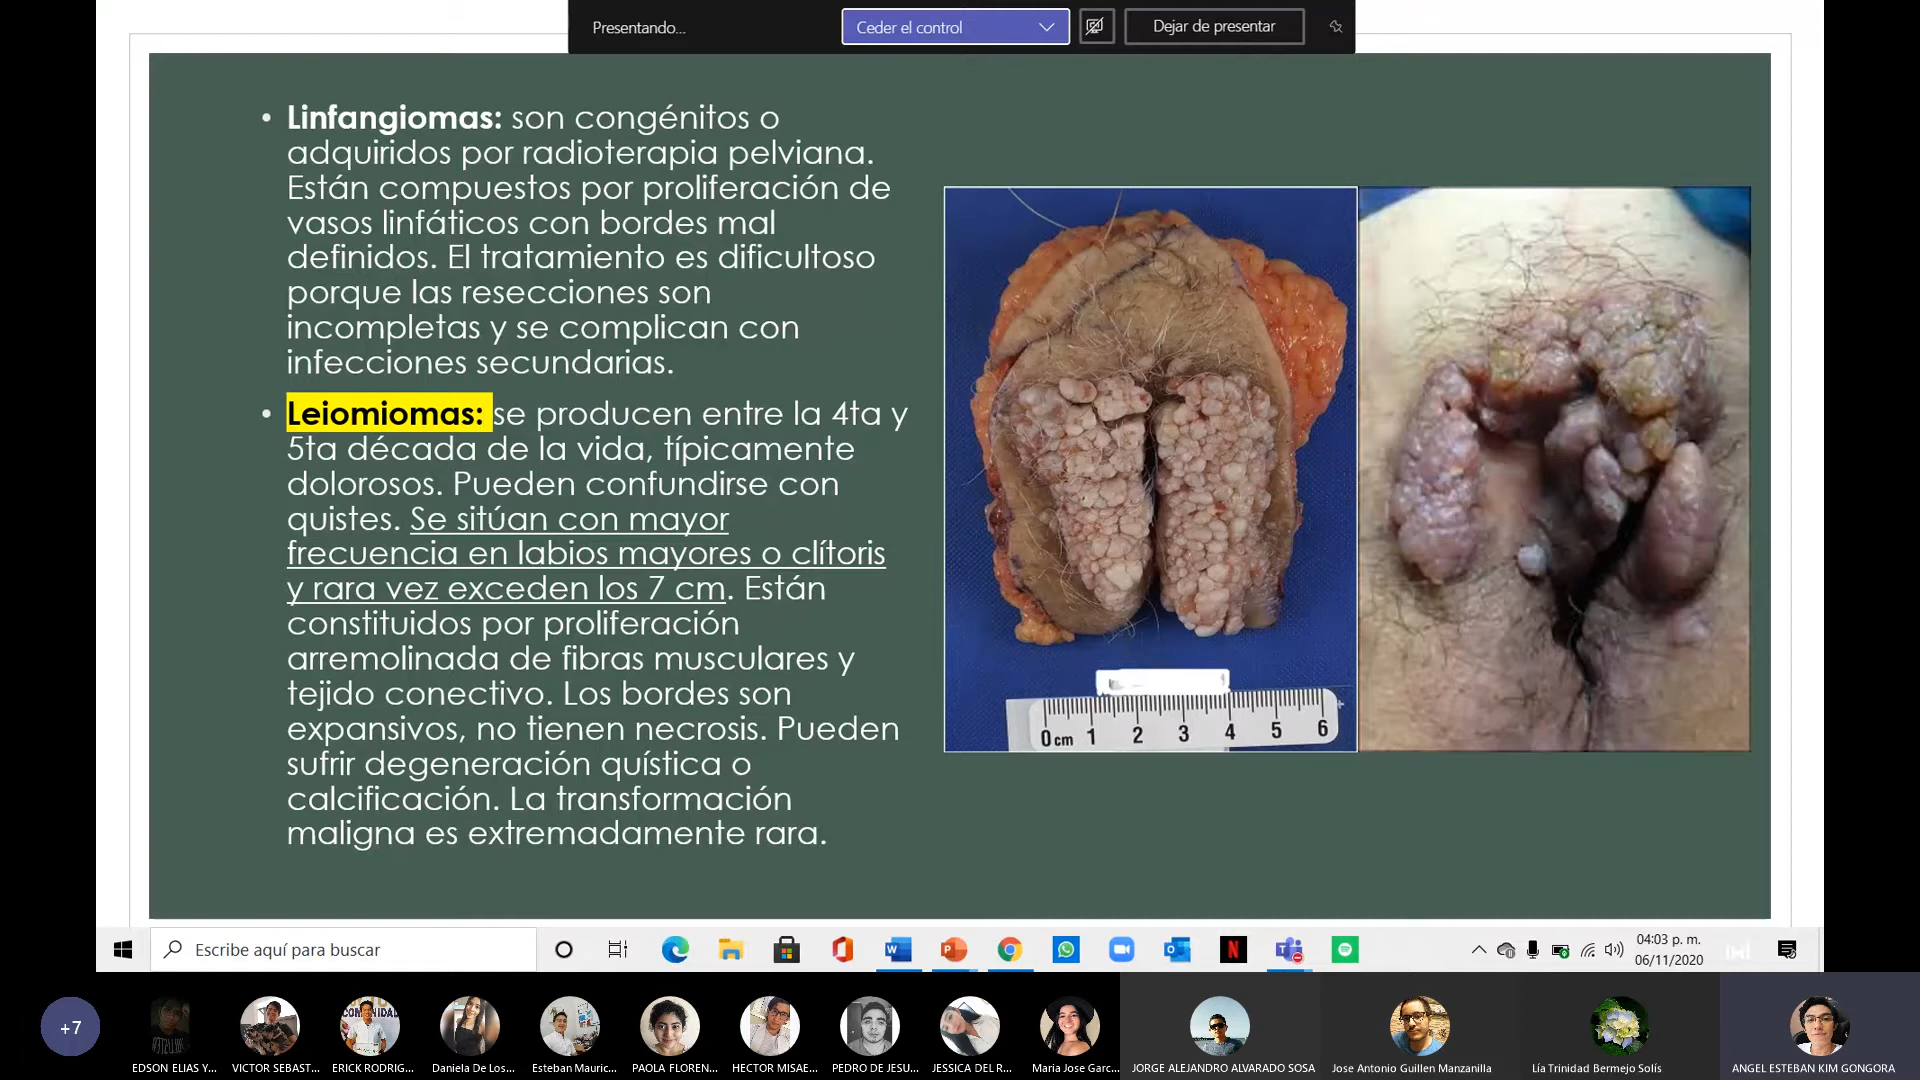 Presentando...
Ceder el control
Dejar de presentar
• Linfangiomas: son congénitos o
adquiridos por radioterapia pelviana.
Están compuestos por proliferación de
vasos linfáticos con bordes mal
definidos. El tratamiento es dificultoso
porque las resecciones son
incompletas y se complican con
infecciones secundarias.
• Leiomiomas: se producen entre la 4ta y
5ta década de la vida, típicamente
dolorosos. Pueden confundirse con
quistes. Se sitúan con mayor
frecuencia en labios mayores o clítoris
y rara vez exceden los 7 cm. Están
constituidos por proliferación
arremolinada de fibras musculares y
tejido conectivo. Los bordes son
expansivos, no tienen necrosis. Pueden
sufrir degeneración quística o
calcificación. La transformación
maligna es extremadamente rara.
0cm 1 2 3 4 5 6
Escribe aquí para buscar
04:03 p. m.
06/11/2020
+7
EDSON ELIAS Y...
VICTOR SEBAST...
ERICK RODRIG...
Daniela De Los...
Esteban Mauric...
PAOLA FLOREN...
HECTOR MISAE...
PEDRO DE JESU...
JESSICA DEL R...
Maria Jose Garc...
JORGE ALEJANDRO ALVARADO SOSA
Jose Antonio Guillen Manzanilla
Lía Trinidad Bermejo Solís
ANGEL ESTEBAN KIM GONGORA